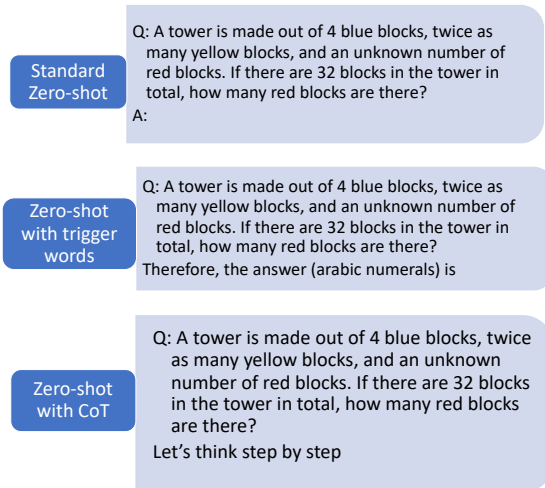 Standard
Zero-shot
Q: A tower is made out of 4 blue blocks, twice as
many yellow blocks, and an unknown number of
red blocks. If there are 32 blocks in the tower in
total, how many red blocks are there?
A:
Zero-shot
with trigger
words
Q: A tower is made out of 4 blue blocks, twice as
many yellow blocks, and an unknown number of
red blocks. If there are 32 blocks in the tower in
total, how many red blocks are there?
Therefore, the answer (arabic numerals) is
Zero-shot
with CoT
Q: A tower is made out of 4 blue blocks, twice
as many yellow blocks, and an unknown
number of red blocks. If there are 32 blocks
in the tower in total, how many red blocks
are there?
Let's think step by step